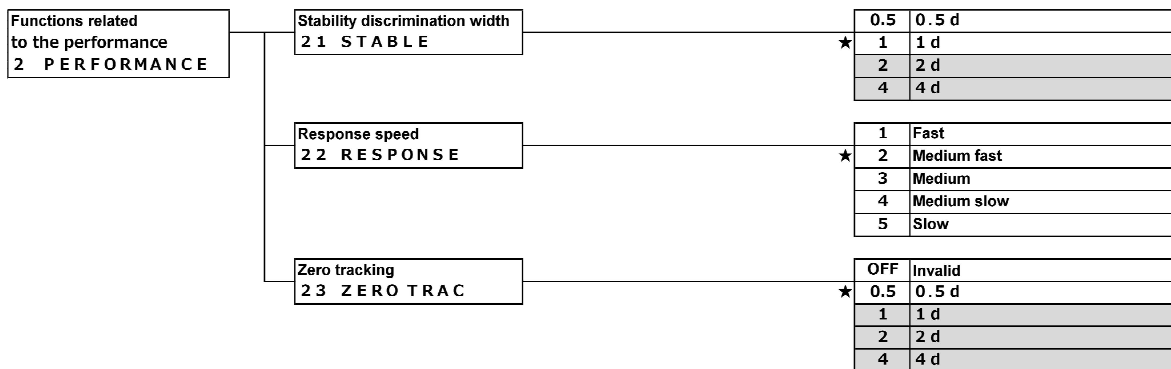 Functions related
to the performance
2 PERFORMANCE
Stability discrimination width
21 STABLE
0.5 0.5 d
★ 1 1 d
2 2 d
4 4 d
Response speed
22 RESPONSE
1 Fast
★ 2 Medium fast
3 Medium
4 Medium slow
5 Slow
Zero tracking
23 ZERO TRAC
OFF Invalid
★ 0.5 0.5 d
1 1 d
2 2 d
4 4 d